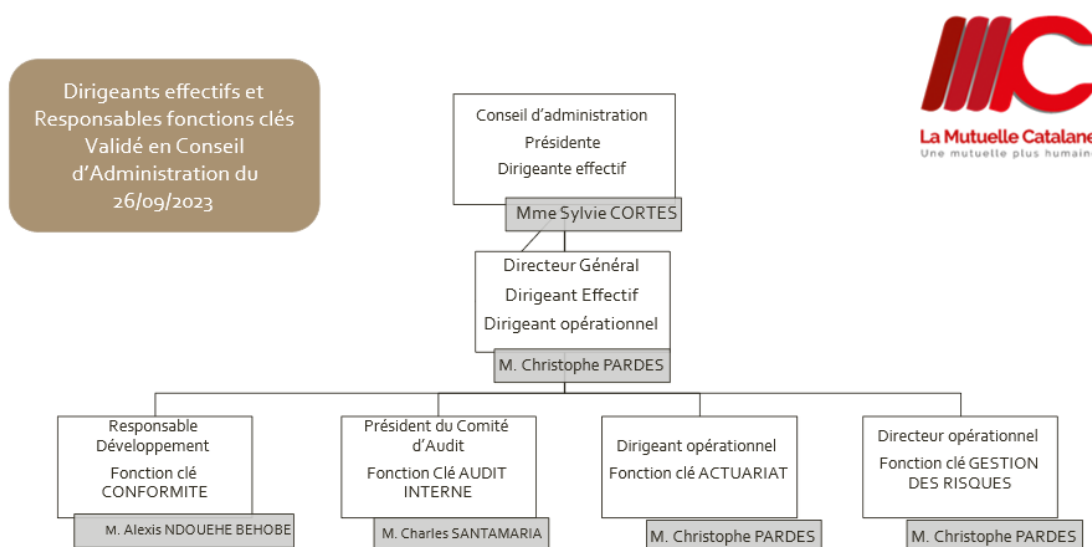 Dirigeants effectifs et
Responsables fonctions clés
Validé en Conseil
d'Administration du
26/09/2023
La Mutuelle Catalane
Une mutuelle plus humaine
Conseil d'administration
Présidente
Dirigeante effectif
Mme Sylvie CORTES
Directeur Général
Dirigeant Effectif
Dirigeant opérationnel
M. Christophe PARDES
Responsable
Développement
Fonction clé
CONFORMITE
M. Alexis NDOUEHE BEHOBE
Président du Comité
d'Audit
Fonction Clé AUDIT
INTERNE
M. Charles SANTAMARIA
Dirigeant opérationnel
Fonction clé ACTUARIAT
M. Christophe PARDES
Directeur opérationnel
Fonction clé GESTION
DES RISQUES
M. Christophe PARDES